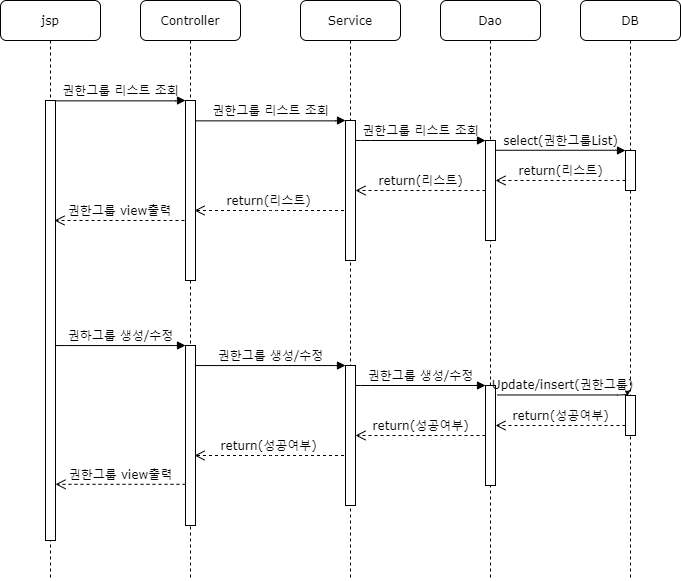 jsp
Controller
Service
Dao
DB
권한그룹 리스트 조회
권한그룹 리스트 조회
권한그룹 리스트 조회
select(권한그룹List)
return(리스트)
return(리스트)
return(리스트)
권한그룹 view출력
권하그룹 생성/수정
권한그룹 생성/수정
권한그룹 생성/수정
Update/insert(권한그룹)
return(성공여부)
return(성공여부)
return(성공여부)
권한그룹 view출력